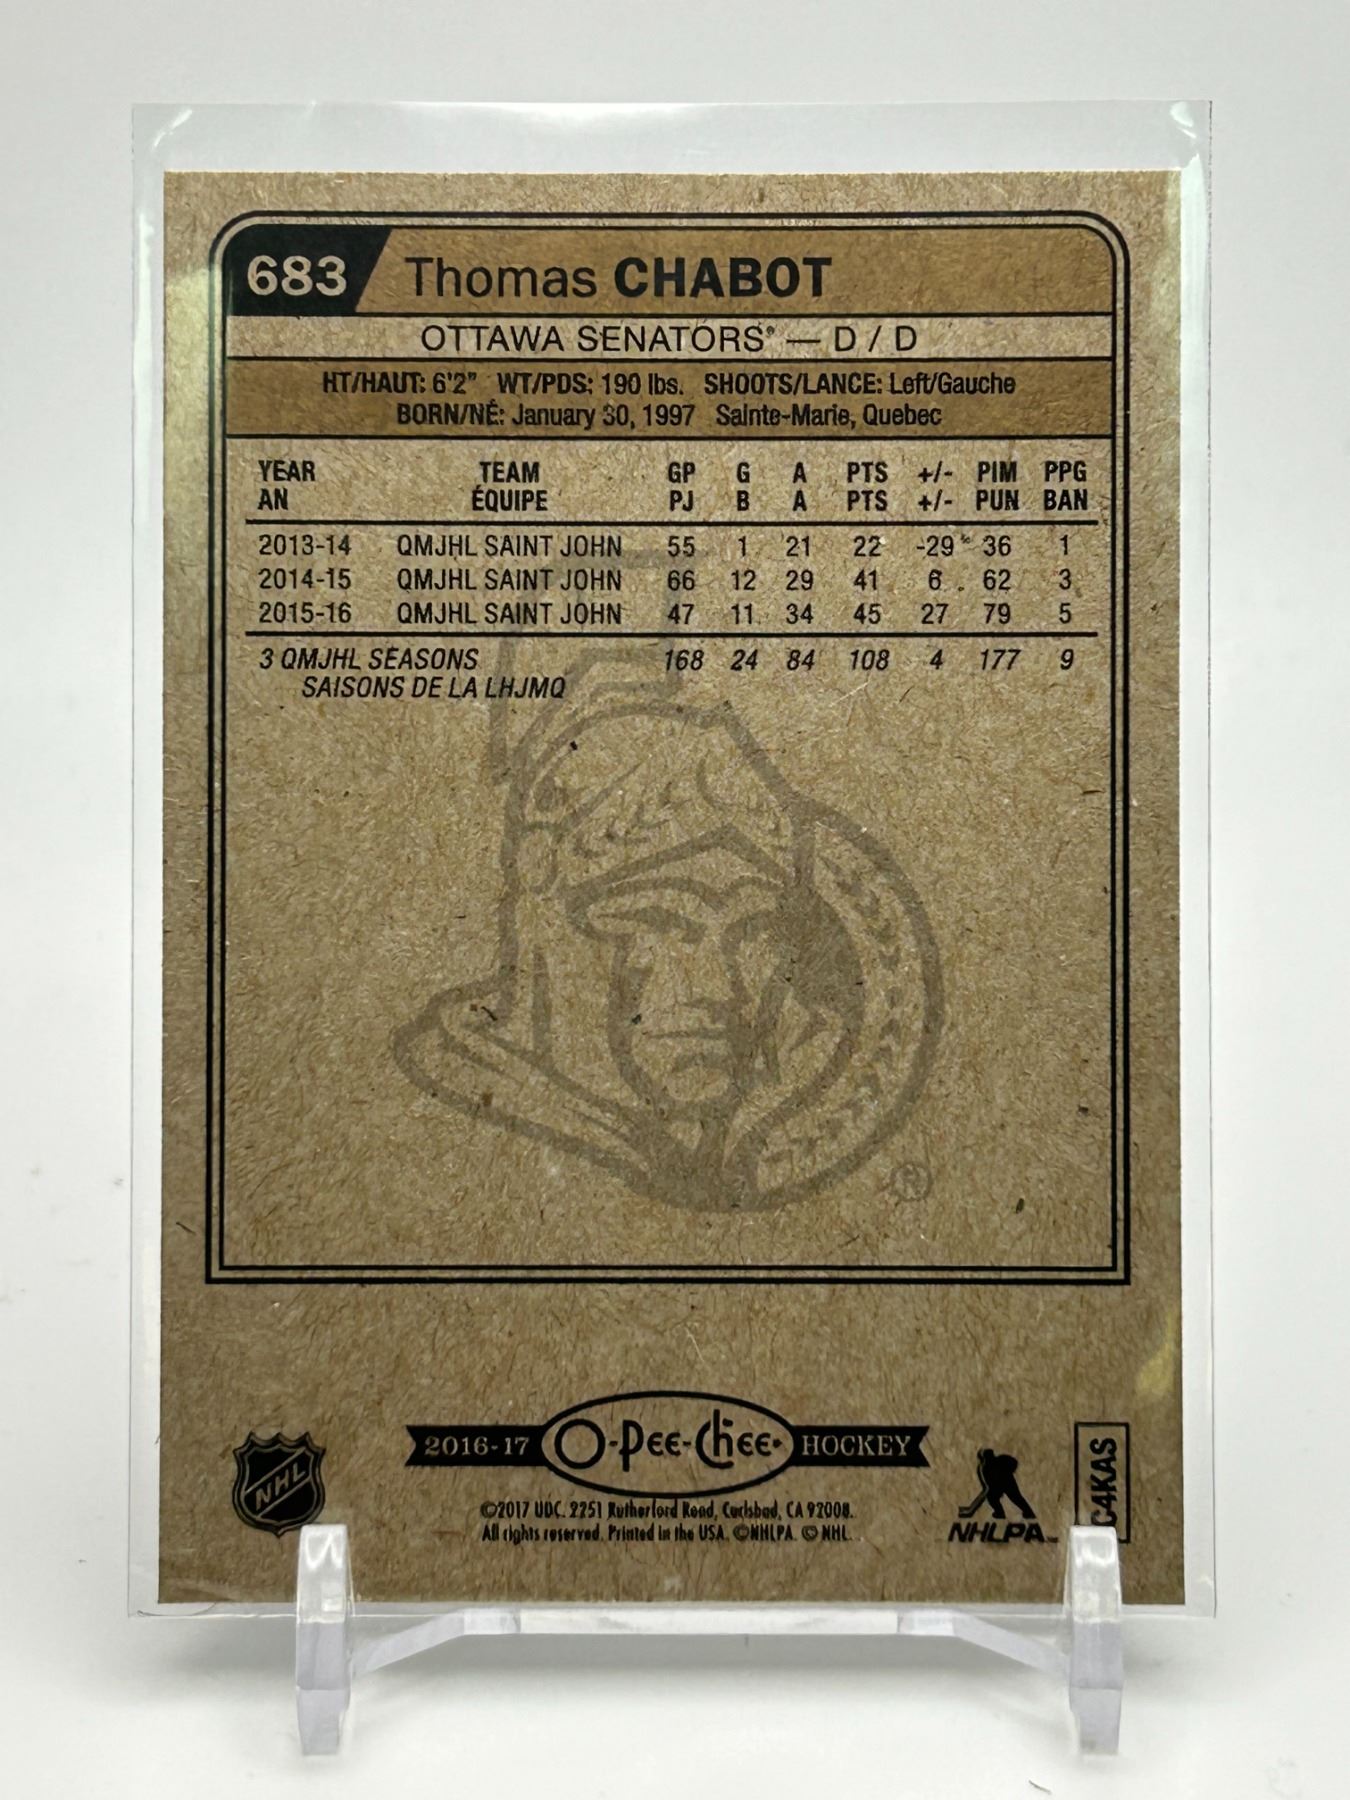 683 Thomas CHABOT
OTTAWA SENATORS® — D / D
HT/HAUT: 6'2" WT/PDS: 190 lbs. SHOOTS/LANCE: Left/Gauche
BORN/NÉ: January 30, 1997 Sainte-Marie, Quebec
YEAR TEAM GP G A PTS +/- PIM PPG
AN ÉQUIPE PJ B A PTS +/- PUN BAN
2013-14 QMJHL SAINT JOHN 55 1 21 22 -29 36 1
2014-15 QMJHL SAINT JOHN 66 12 29 41 6 62 3
2015-16 QMJHL SAINT JOHN 47 11 34 45 27 79 5
3 QMJHL SEASONS 168 24 84 108 4 177 9
SAISONS DE LA LHJMQ
®
2016-17 O-PEE-CHEE HOCKEY
NHL
©2017 UDC. 2251 Rutherford Road, Carlsbad, CA 92008.
All rights reserved. Printed in the USA. ©NHLPA. © NHL.
NHLPA™
C4KAS